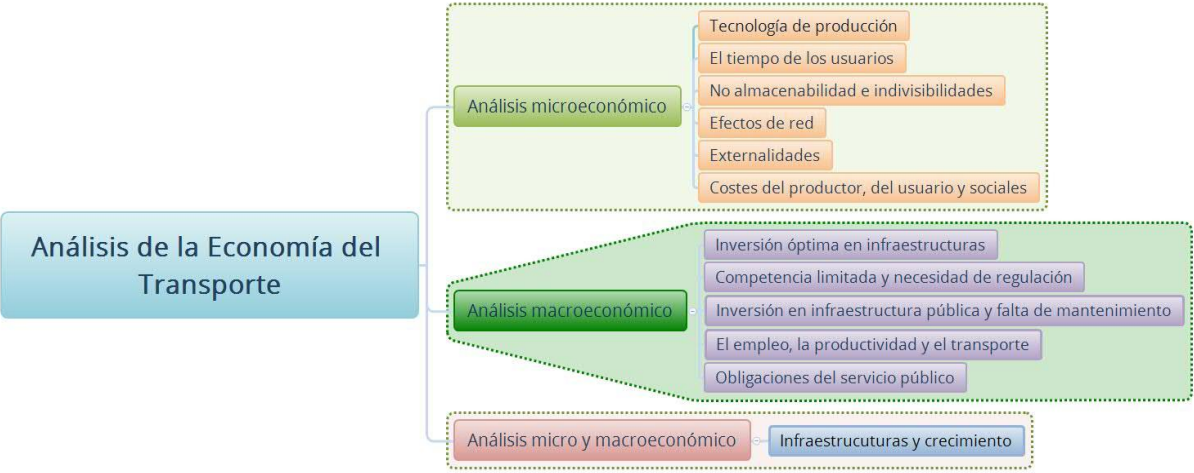 Análisis de la Economía del
Transporte
Análisis microeconómico
Tecnología de producción
El tiempo de los usuarios
No almacenabilidad e indivisibilidades
Efectos de red
Externalidades
Costes del productor, del usuario y sociales
Análisis macroeconómico
Inversión óptima en infraestructuras
Competencia limitada y necesidad de regulación
Inversión en infraestructura pública y falta de mantenimiento
El empleo, la productividad y el transporte
Obligaciones del servicio público
Análisis micro y macroeconómico
Infraestrucuturas y crecimiento